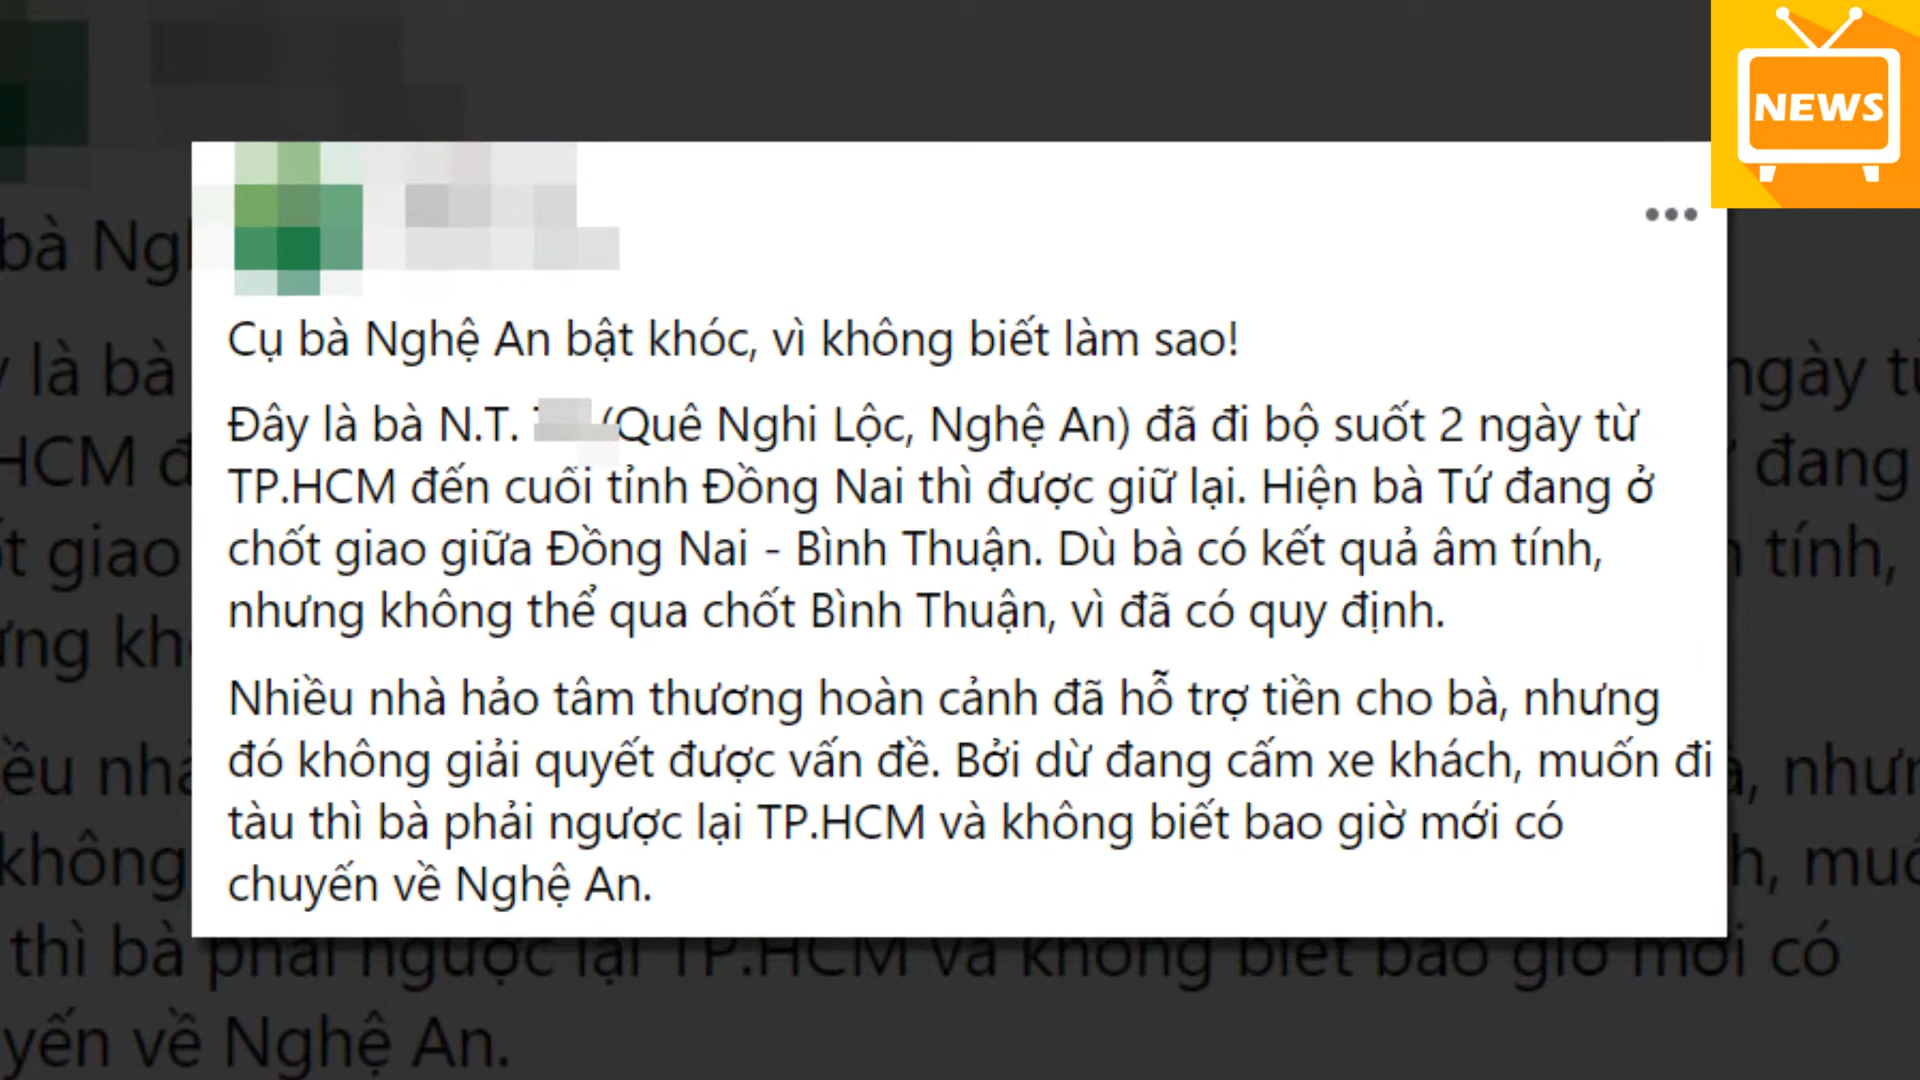 NEWS
Cụ bà Nghệ An bật khóc, vì không biết làm sao!
Đây là bà N.T. (Quê Nghi Lộc, Nghệ An) đã đi bộ suốt 2 ngày từ
TP.HCM đến cuối tỉnh Đồng Nai thì được giữ lại. Hiện bà Tứ đang ở
chốt giao giữa Đồng Nai - Bình Thuận. Dù bà có kết quả âm tính,
nhưng không thể qua chốt Bình Thuận, vì đã có quy định.
Nhiều nhà hảo tâm thương hoàn cảnh đã hỗ trợ tiền cho bà, nhưng
đó không giải quyết được vấn đề. Bởi dừ đang cấm xe khách, muốn đi
tàu thì bà phải ngược lại TP.HCM và không biết bao giờ mới có
chuyến về Nghệ An.